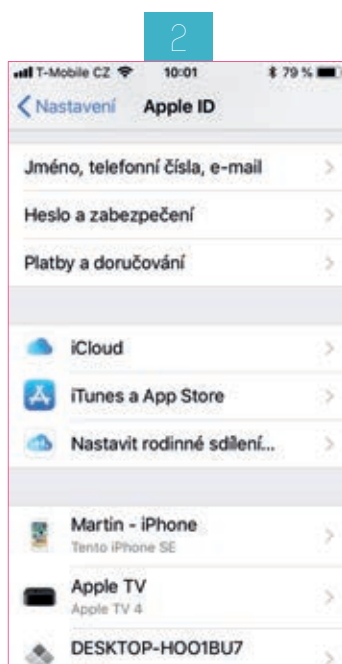 2
T-Mobile CZ 10:01 79 %
Nastavení Apple ID
Jméno, telefonní čísla, e-mail
Heslo a zabezpečení
Platby a doručování
iCloud
iTunes a App Store
Nastavit rodinné sdílení...
Martin - iPhone
Tento iPhone SE
Apple TV
Apple TV 4
DESKTOP-HOO1BU7